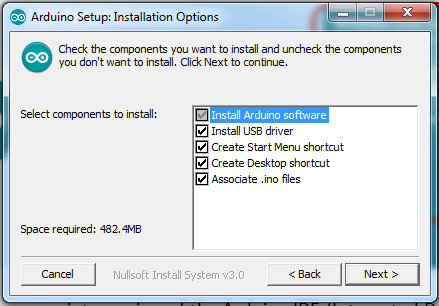 Arduino Setup: Installation Options
Check the components you want to install and uncheck the components
you don't want to install. Click Next to continue.
Select components to install:
Install Arduino software
Install USB driver
Create Start Menu shortcut
Create Desktop shortcut
Associate .ino files
Space required: 482.4MB
Cancel
Nullsoft Install System v3.0
< Back
Next >